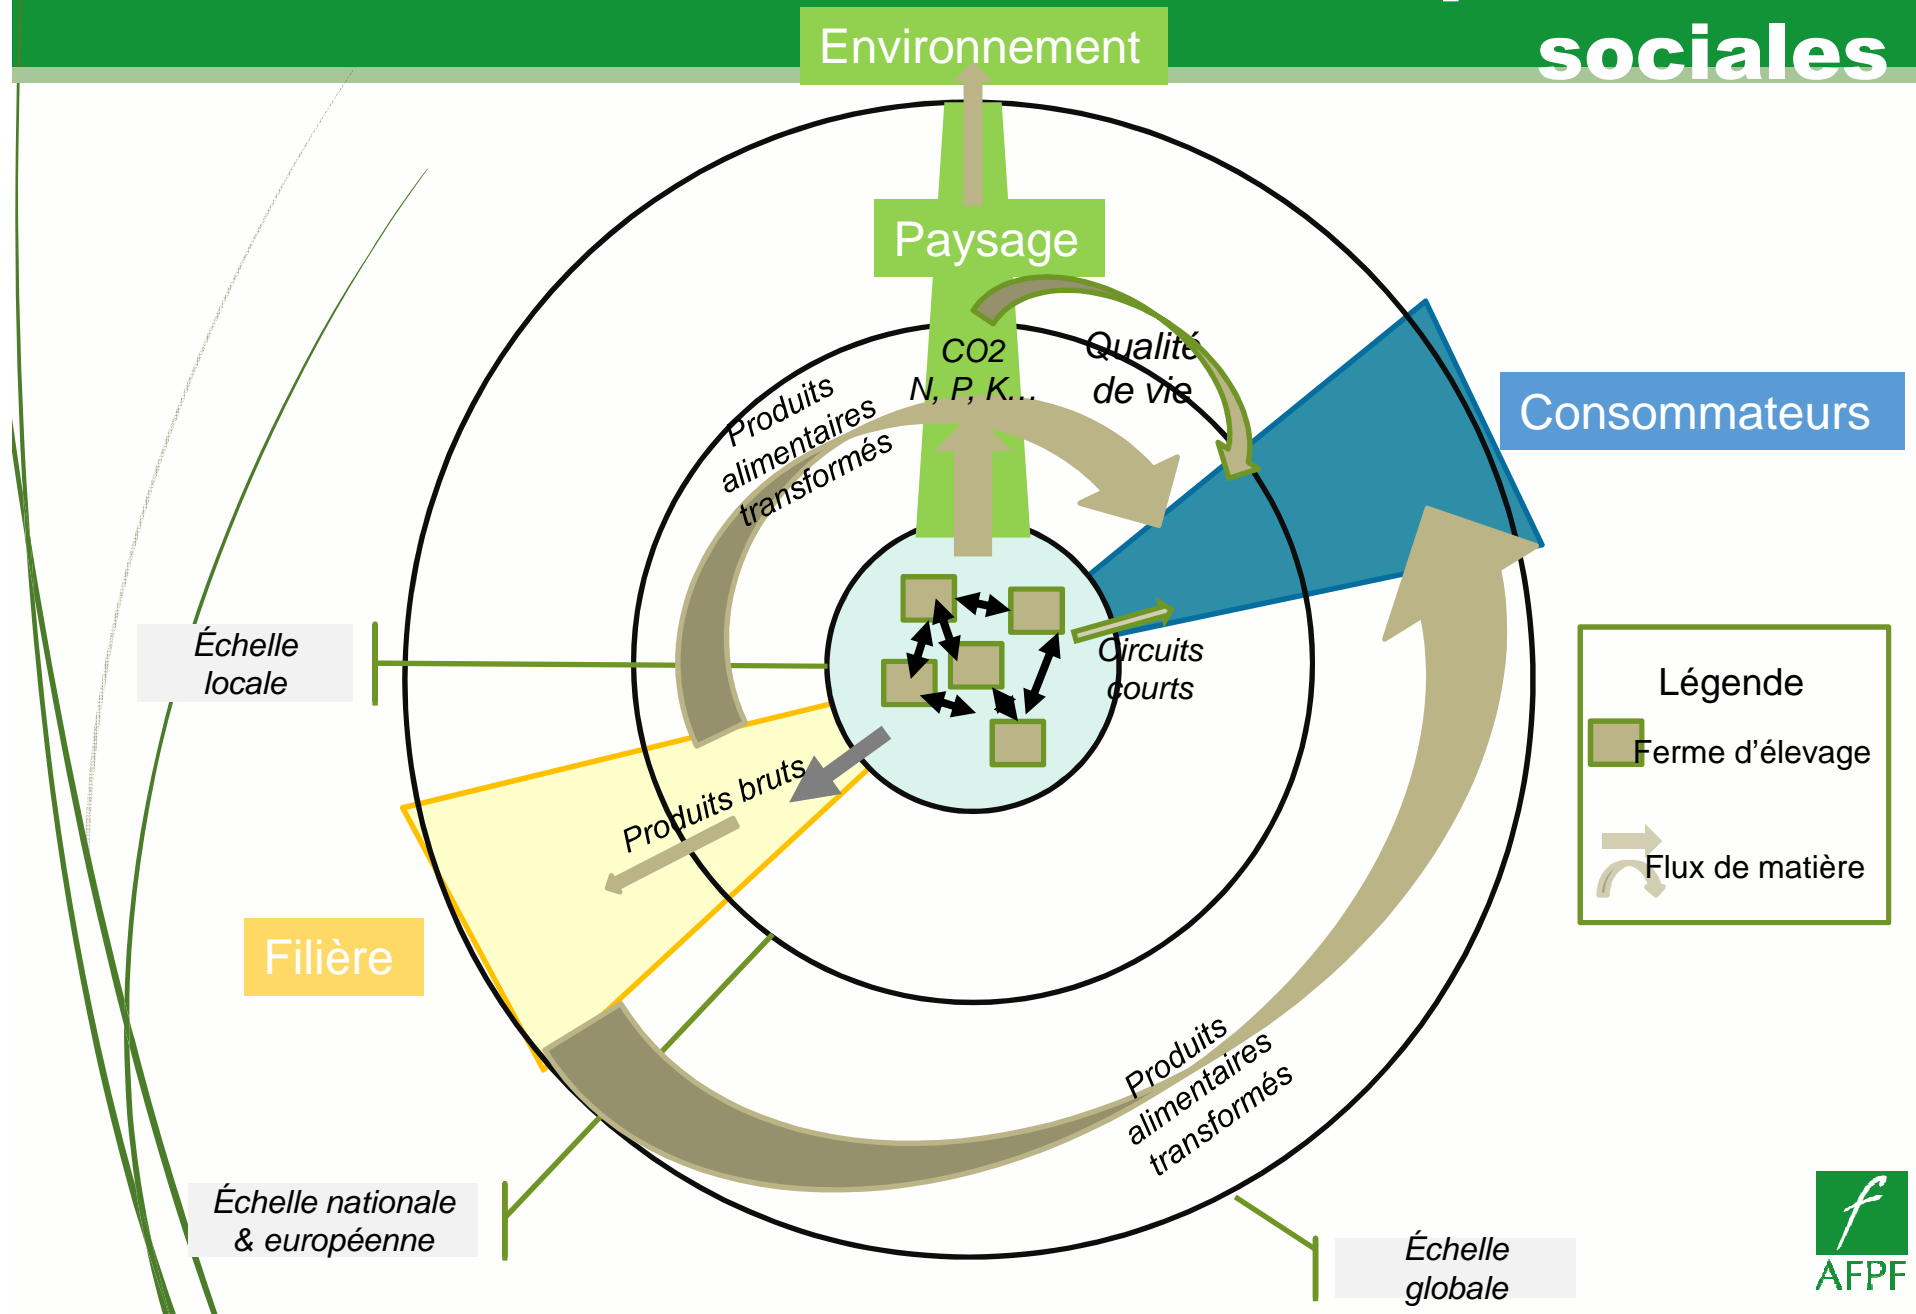 sociales
Environnement
Paysage
CO2
N, P, K...
Qualité
de vie
Produits
alimentaires
transformés
Consommateurs
Échelle
locale
Circuits
courts
Légende
Ferme d'élevage
Flux de matière
Produits bruts
Filière
Produits
alimentaires
transformés
Échelle nationale
& européenne
Échelle
globale
f
AFPF